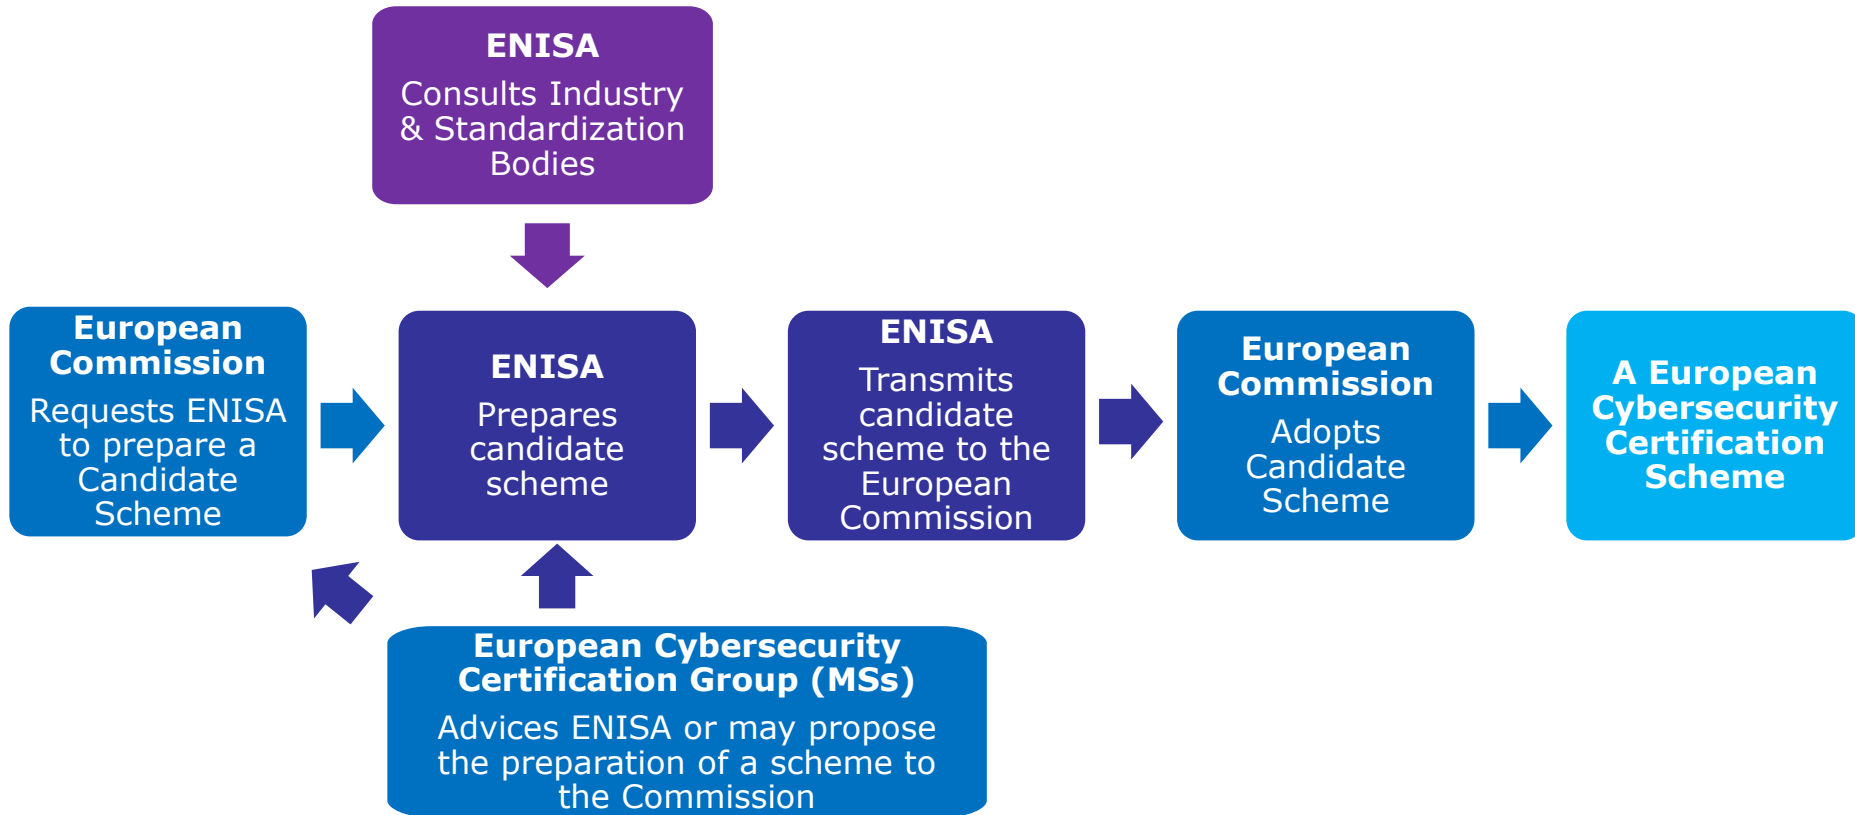 ENISA
Consults Industry
& Standardization
Bodies
European
Commission
Requests ENISA
to prepare a
Candidate
Scheme
ENISA
Prepares
candidate
scheme
ENISA
Transmits
candidate
scheme to the
European
Commission
European
Commission
Adopts
Candidate
Scheme
A European
Cybersecurity
Certification
Scheme
European Cybersecurity
Certification Group (MSs)
Advices ENISA or may propose
the preparation of a scheme to
the Commission